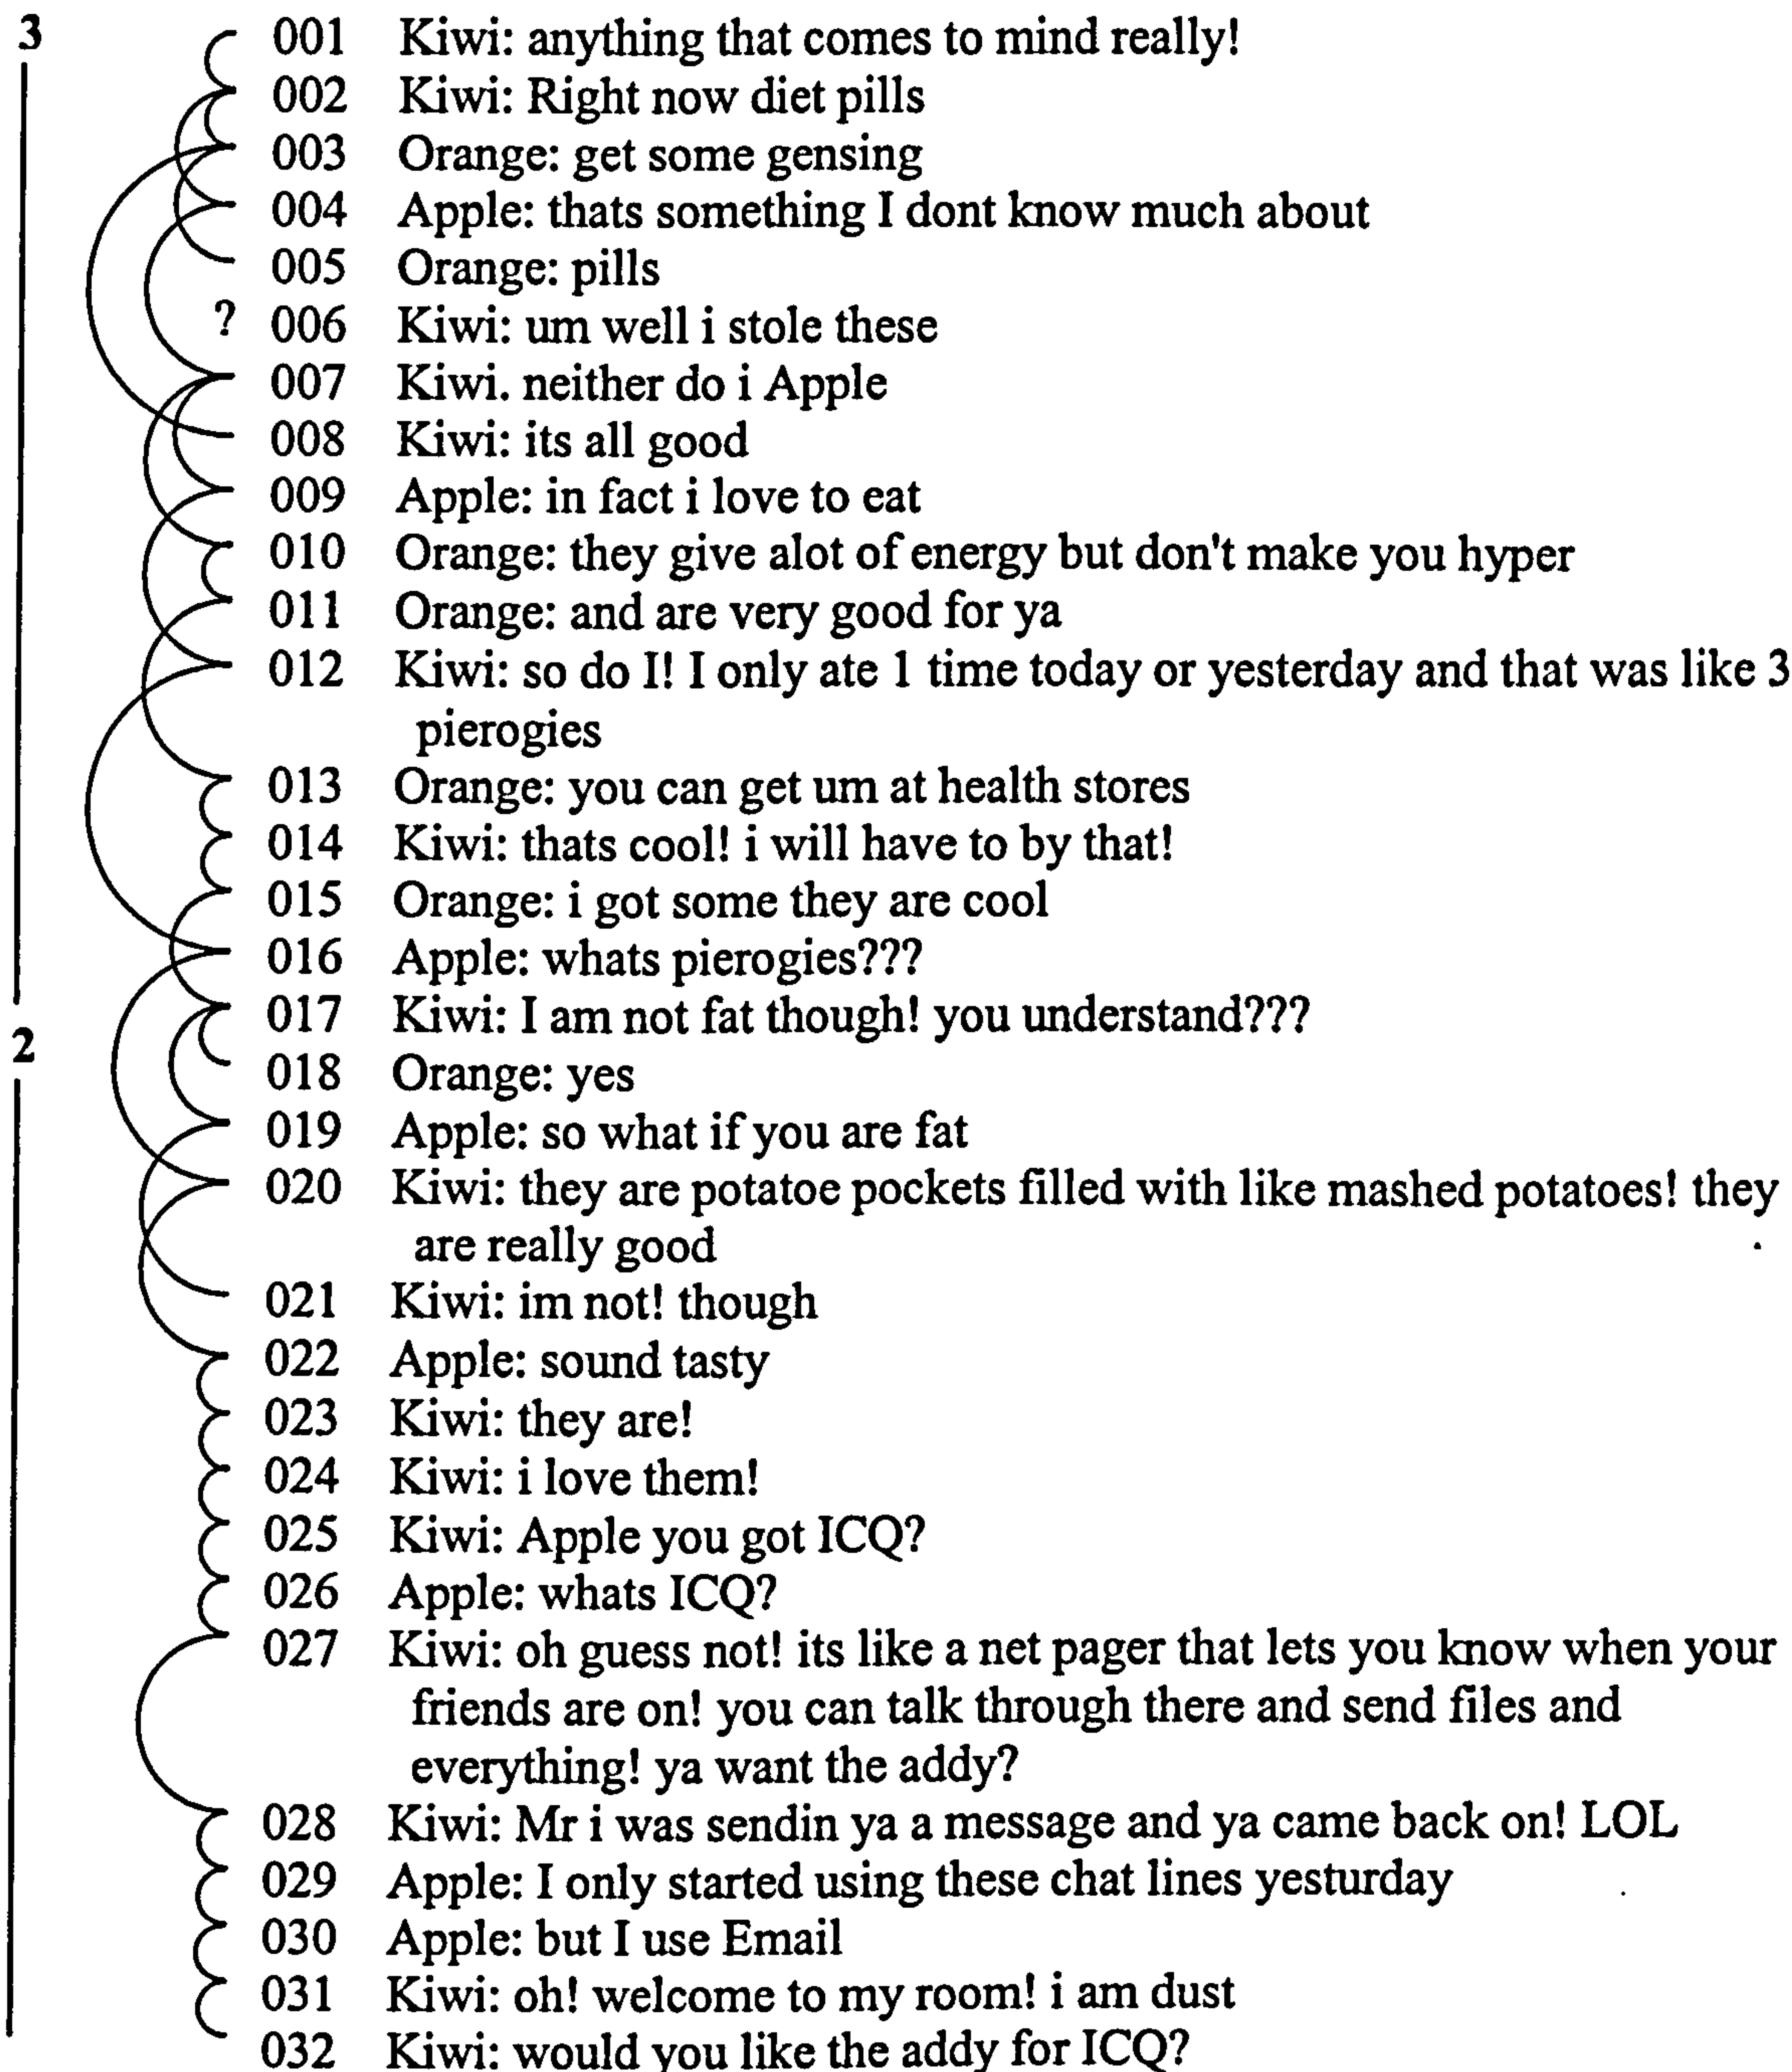 3
001 Kiwi: anything that comes to mind really!
002 Kiwi: Right now diet pills
003 Orange: get some gensing
004 Apple: thats something I dont know much about
005 Orange: pills
? 006 Kiwi: um well i stole these
007 Kiwi. neither do i Apple
008 Kiwi: its all good
009 Apple: in fact i love to eat
010 Orange: they give alot of energy but don't make you hyper
011 Orange: and are very good for ya
012 Kiwi: so do I! I only ate 1 time today or yesterday and that was like 3
pierogies
013 Orange: you can get um at health stores
014 Kiwi: thats cool! i will have to by that!
015 Orange: i got some they are cool
016 Apple: whats pierogies???
017 Kiwi: I am not fat though! you understand???
2
018 Orange: yes
019 Apple: so what if you are fat
020 Kiwi: they are potatoe pockets filled with like mashed potatoes! they
are really good
021 Kiwi: im not! though
022 Apple: sound tasty
023 Kiwi: they are!
024 Kiwi: i love them!
025 Kiwi: Apple you got ICQ?
026 Apple: whats ICQ?
027 Kiwi: oh guess not! its like a net pager that lets you know when your
friends are on! you can talk through there and send files and
everything! ya want the addy?
028 Kiwi: Mr i was sendin ya a message and ya came back on! LOL
029 Apple: I only started using these chat lines yesturday
030 Apple: but I use Email
031 Kiwi: oh! welcome to my room! i am dust
032 Kiwi: would you like the addy for ICQ?